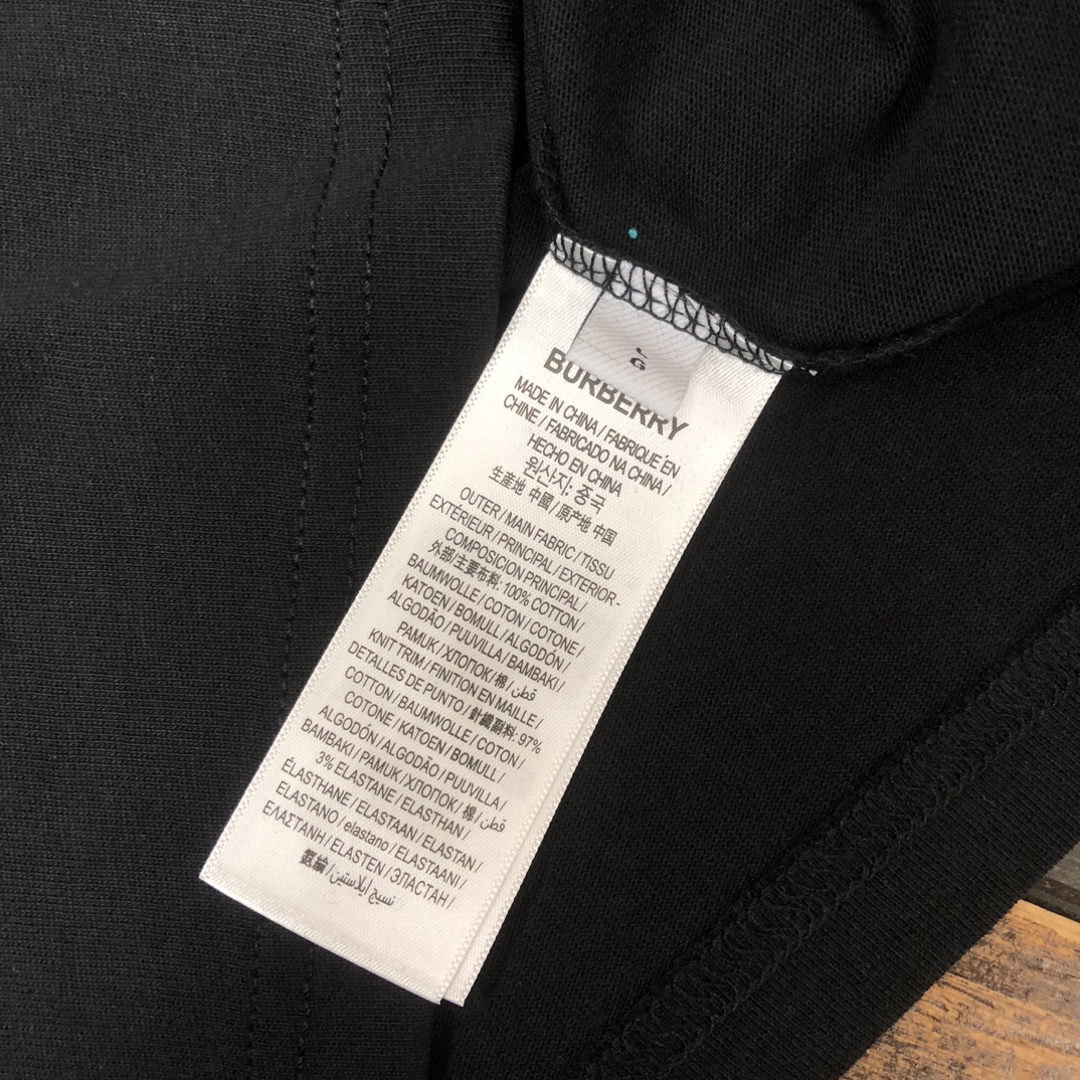 BURBERRY
MADE IN CHINA / FABRIQUÉ EN
CHINE / FABRICADO NA CHINA /
HECHO EN CHINA
원산지: 중국
生産地 中國 / 原产地 中国
OUTER / MAIN FABRIC / TISSU
EXTÉRIEUR / PRINCIPAL / EXTERIOR-
COMPOSICION PRINCIPAL /
外部/主要布料: 100% COTTON /
BAUMWOLLE / COTON / COTONE /
KATOEN / BOMULL / ALGODÓN /
ALGODÃO / PUUVILLA / BAMBAKI /
PAMUK / ХЛОПОК / 棉 / قطن
KNIT TRIM / FINITION EN MAILLE /
DETALLES DE PUNTO / 針織副料: 97%
COTTON / BAUMWOLLE / COTON /
COTONE / KATOEN / BOMULL /
ALGODÓN / ALGODÃO / PUUVILLA /
BAMBAKI / PAMUK / ХЛОПОК / 棉 / قطن
3% ELASTANE / ELASTHAN /
ÉLASTHANE / ELASTAAN / ELASTAN /
ELASTANO / elastano / ELASTAANI /
ΕΛΑΣΤΑΝΗ / ELASTEN / ЭЛАСТАН /
氨綸 / نسيج إيلاستين